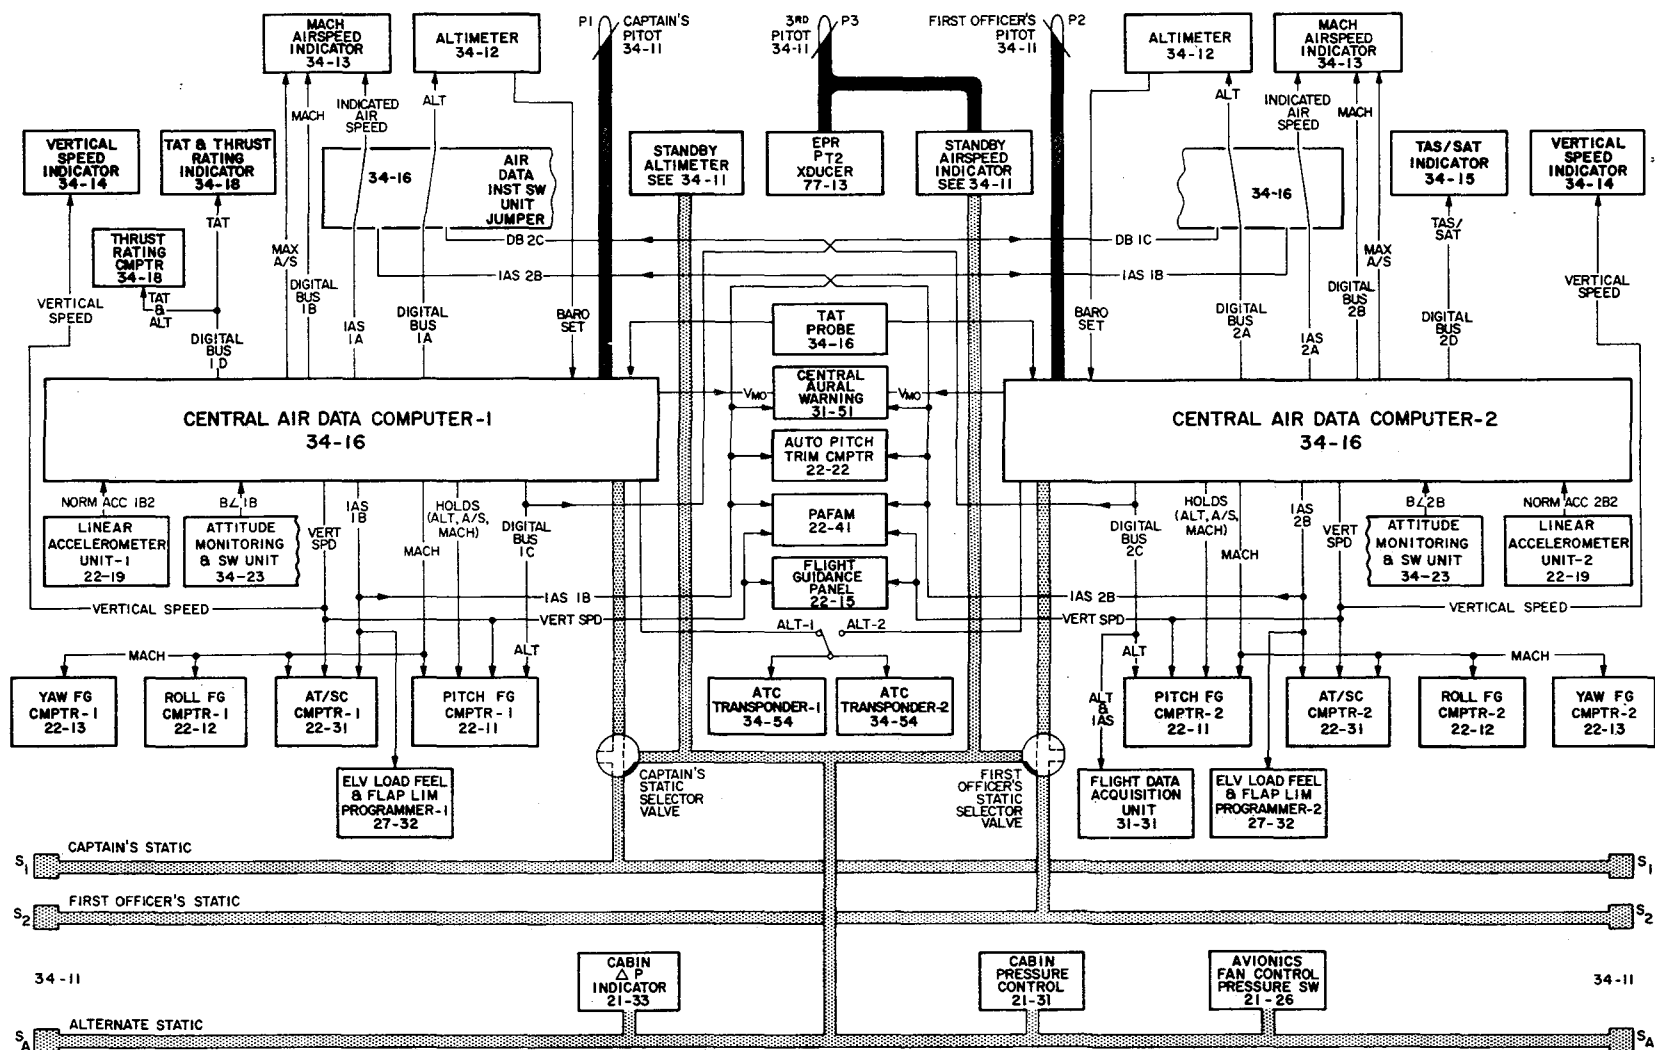 P1
CAPTAIN'S
PITOT
34-11
3RD
PITOT
34-11
P3
FIRST OFFICER'S
PITOT
34-11
P2
MACH
AIRSPEED
INDICATOR
34-13
ALTIMETER
34-12
ALTIMETER
34-12
MACH
AIRSPEED
INDICATOR
34-13
MACH
INDICATED
AIR
SPEED
ALT
ALT
INDICATED
AIR
SPEED
MACH
VERTICAL
SPEED
INDICATOR
34-14
TAT & THRUST
RATING
INDICATOR
34-18
34-16
AIR
DATA
INST SW
UNIT
JUMPER
STANDBY
ALTIMETER
SEE 34-11
EPR
PT2
XDUCER
77-13
STANDBY
AIRSPEED
INDICATOR
SEE 34-11
34-16
TAS/SAT
INDICATOR
34-15
VERTICAL
SPEED
INDICATOR
34-14
TAT
THRUST
RATING
CMPTR
34-18
MAX
A/S
DB 2C
DB 1C
MAX
A/S
TAS/
SAT
IAS 2B
IAS 1B
VERTICAL
SPEED
TAT
&
ALT
DIGITAL
BUS
1B
DIGITAL
BUS
2B
VERTICAL
SPEED
DIGITAL
BUS
1D
IAS
1A
DIGITAL
BUS
1A
BARO
SET
TAT
PROBE
34-16
BARO
SET
DIGITAL
BUS
2A
IAS
2A
DIGITAL
BUS
2D
CENTRAL AIR DATA COMPUTER-1
34-16
VMO
CENTRAL
AURAL
WARNING
31-51
VMO
CENTRAL AIR DATA COMPUTER-2
34-16
AUTO PITCH
TRIM CMPTR
22-22
NORM ACC 1B2
B∠ 1B
IAS
1B
VERT
SPD
MACH
HOLDS
(ALT, A/S,
MACH)
DIGITAL
BUS
1C
PAFAM
22-41
DIGITAL
BUS
2C
HOLDS
(ALT, A/S,
MACH)
MACH
IAS
2B
VERT
SPD
B∠ 2B
NORM ACC 2B2
LINEAR
ACCELEROMETER
UNIT-1
22-19
ATTITUDE
MONITORING
& SW UNIT
34-23
FLIGHT
GUIDANCE
PANEL
22-15
ATTITUDE
MONITORING
& SW UNIT
34-23
LINEAR
ACCELEROMETER
UNIT-2
22-19
VERTICAL SPEED
IAS 1B
IAS 2B
VERTICAL SPEED
VERT SPD
ALT-1
ALT-2
VERT SPD
MACH
ALT
ALT
MACH
YAW FG
CMPTR-1
22-13
ROLL FG
CMPTR-1
22-12
AT/SC
CMPTR-1
22-31
PITCH FG
CMPTR-1
22-11
ATC
TRANSPONDER-1
34-54
ATC
TRANSPONDER-2
34-54
ALT
&
IAS
PITCH FG
CMPTR-2
22-11
AT/SC
CMPTR-2
22-31
ROLL FG
CMPTR-2
22-12
YAW FG
CMPTR-2
22-13
ELV LOAD FEEL
& FLAP LIM
PROGRAMMER-1
27-32
CAPTAIN'S
STATIC
SELECTOR
VALVE
FIRST
OFFICER'S
STATIC
SELECTOR
VALVE
FLIGHT DATA
ACQUISITION
UNIT
31-31
ELV LOAD FEEL
& FLAP LIM
PROGRAMMER-2
27-32
CAPTAIN'S STATIC
S1
S1
FIRST OFFICER'S STATIC
S2
S2
34-11
CABIN
△ P
INDICATOR
21-33
CABIN
PRESSURE
CONTROL
21-31
AVIONICS
FAN CONTROL
PRESSURE SW
21-26
34-11
ALTERNATE STATIC
SA
SA